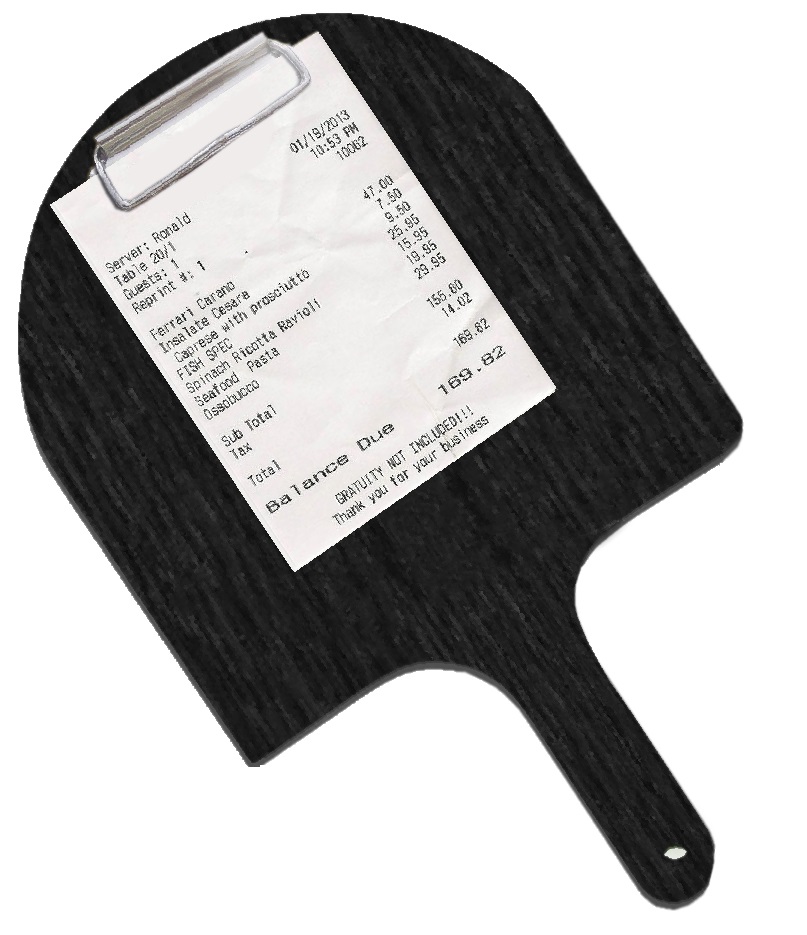 01/19/2013
10:53 PM
10062
Server: Ronald
Table 20/1
Guests: 1
Reprint #: 1
Ferrari Carano 47.00
Insalate Cesara 7.50
Caprese with prosciutto 9.50
FISH SPEC 25.95
Spinach Ricotta Ravioli 15.95
Seafood Pasta 19.95
Ossobucco 29.95
Sub Total 155.80
Tax 14.02
Total 169.82
Balance Due 169.82
GRATUITY NOT INCLUDED!!!
Thank you for your business